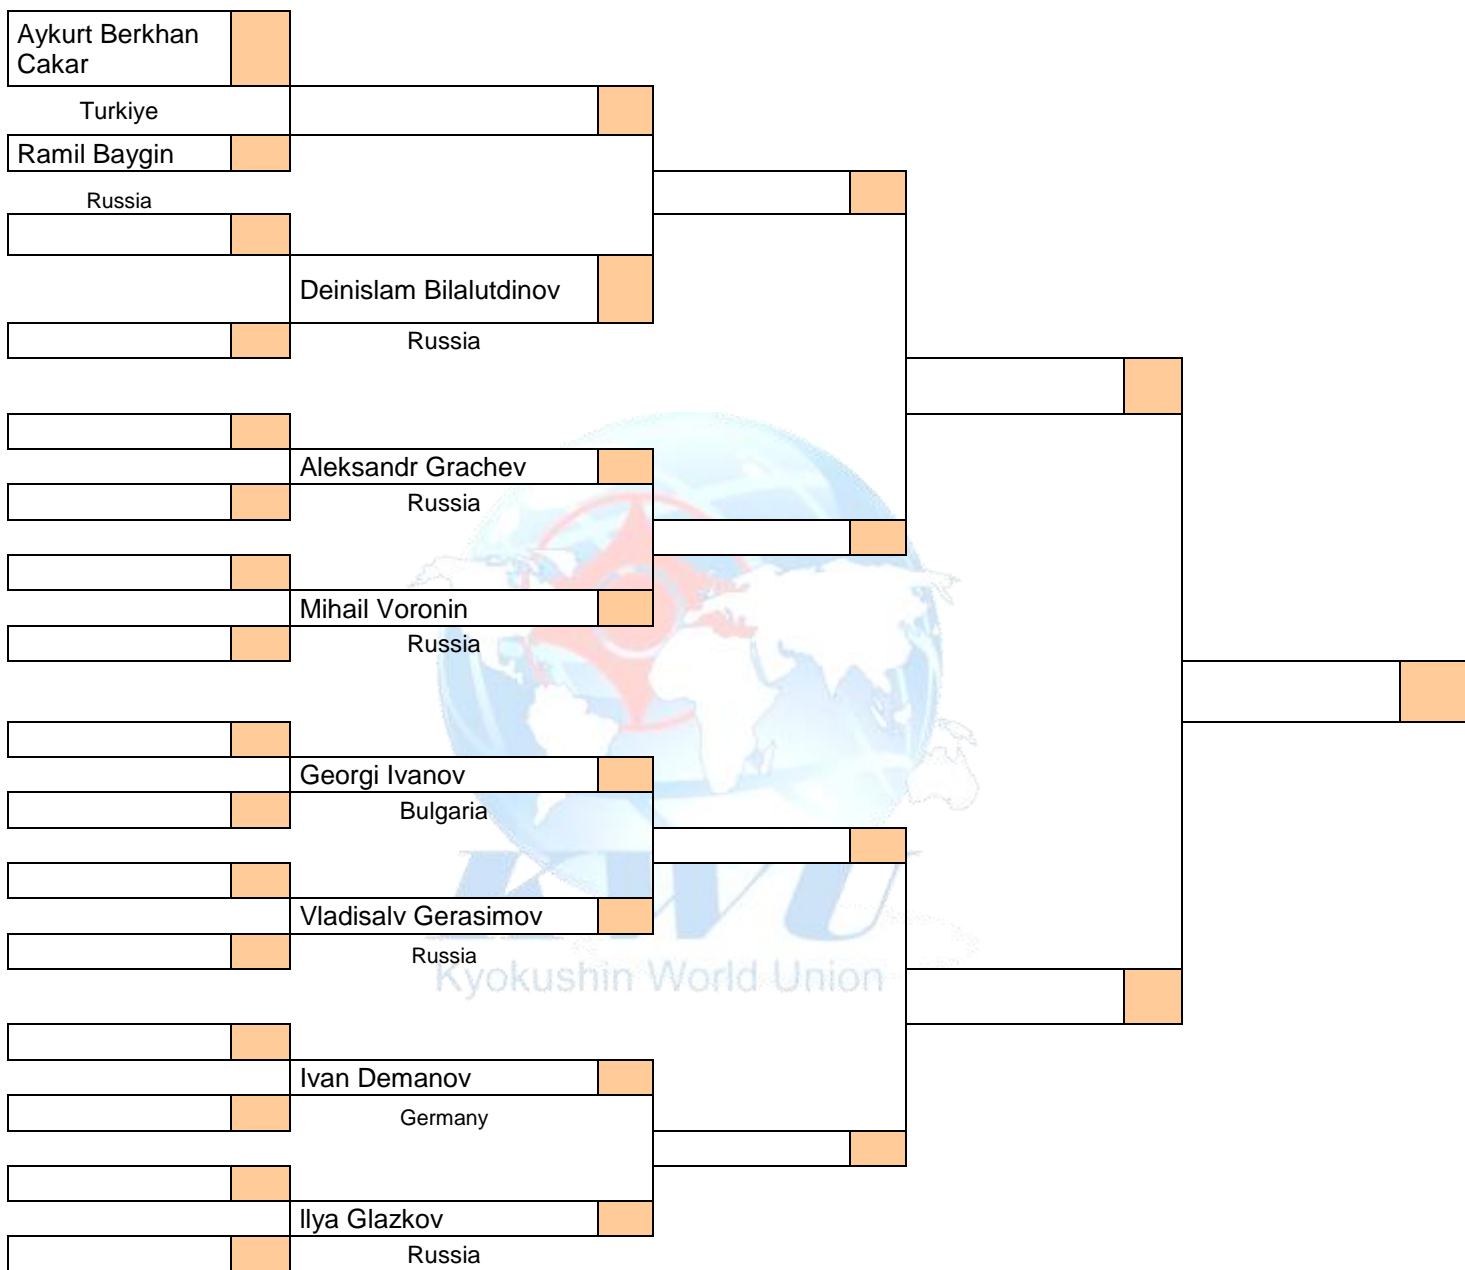 Aykurt Berkhan
Cakar
Turkiye
Ramil Baygin
Russia
Deinislam Bilalutdinov
Russia
Aleksandr Grachev
Russia
Mihail Voronin
Russia
Georgi Ivanov
Bulgaria
Vladisalv Gerasimov
Russia
KWU
Kyokushin World Union
Ivan Demanov
Germany
Ilya Glazkov
Russia